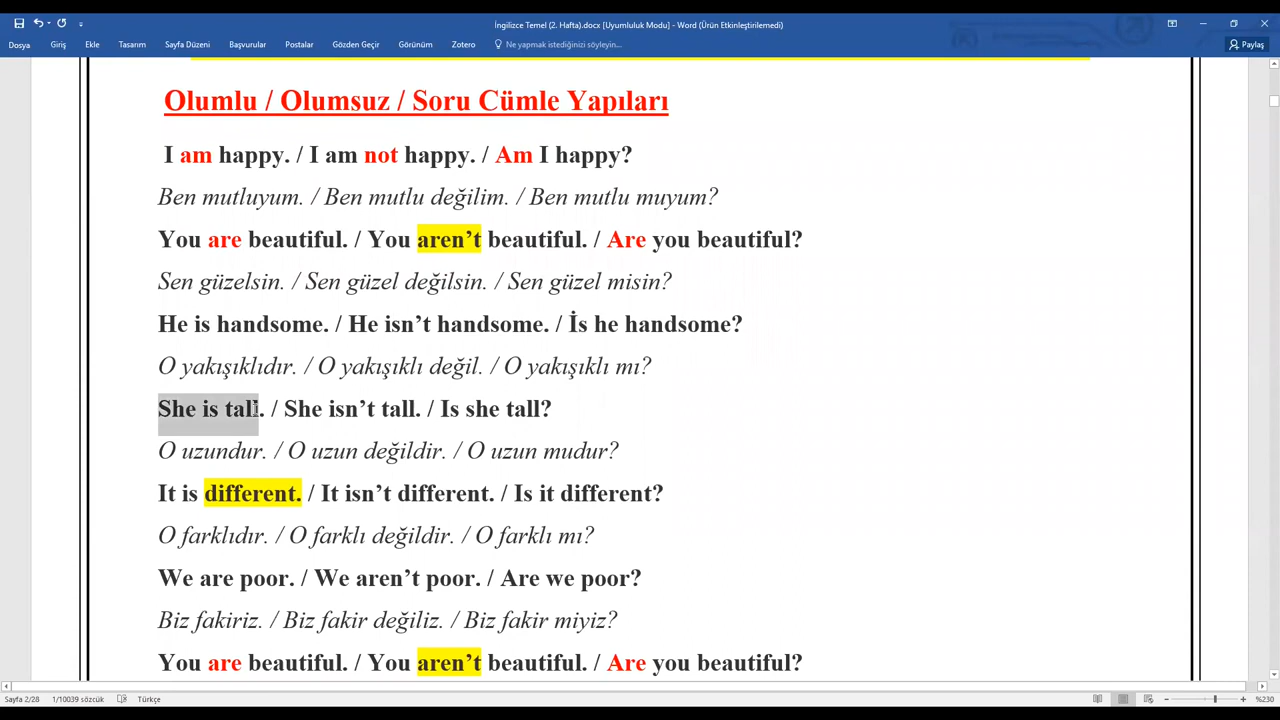 İngilizce Temel (2. Hafta).docx [Uyumluluk Modu] - Word (Ürün Etkinleştirilemedi)
Dosya Giriş Ekle Tasarım Sayfa Düzeni Başvurular Postalar Gözden Geçir Görünüm Zotero Ne yapmak istediğinizi söyleyin... Paylaş
Olumlu / Olumsuz / Soru Cümle Yapıları
I am happy. / I am not happy. / Am I happy?
Ben mutluyum. / Ben mutlu değilim. / Ben mutlu muyum?
You are beautiful. / You aren’t beautiful. / Are you beautiful?
Sen güzelsin. / Sen güzel değilsin. / Sen güzel misin?
He is handsome. / He isn’t handsome. / İs he handsome?
O yakışıklıdır. / O yakışıklı değil. / O yakışıklı mı?
She is tall. / She isn’t tall. / Is she tall?
O uzundur. / O uzun değildir. / O uzun mudur?
It is different. / It isn’t different. / Is it different?
O farklıdır. / O farklı değildir. / O farklı mı?
We are poor. / We aren’t poor. / Are we poor?
Biz fakiriz. / Biz fakir değiliz. / Biz fakir miyiz?
You are beautiful. / You aren’t beautiful. / Are you beautiful?
Sayfa 2/28 1/10039 sözcük Türkçe %230